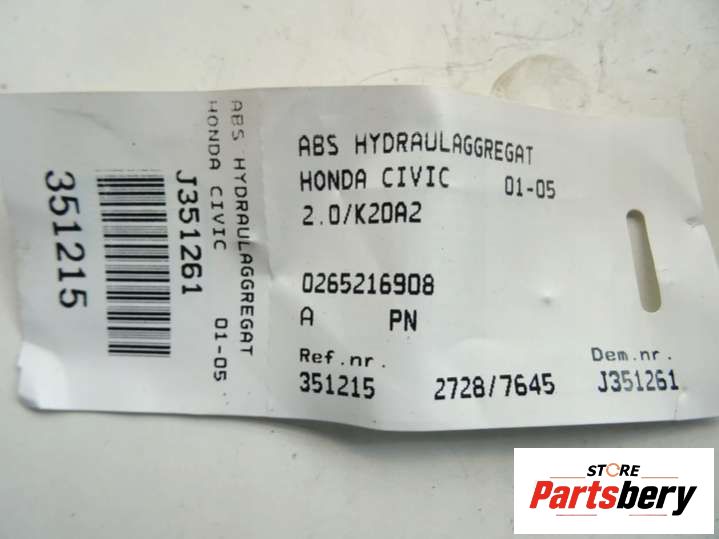 351215
J351261
ABS HYDRAULAGGREGAT
HONDA CIVIC 01-05
ABS HYDRAULAGGREGAT
HONDA CIVIC 01-05
2.0/K20A2
0265216908
A PN
Ref.nr. Dem.nr.
351215 2728/7645 J351261
STORE
Partsbery